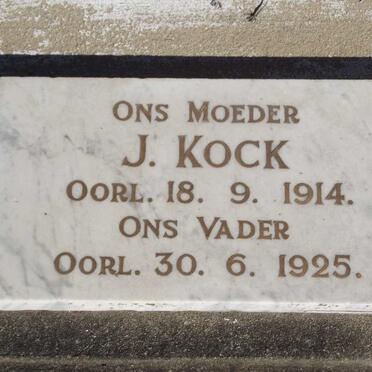 Ons Moeder
J. Kock
Oorl. 18. 9. 1914.
Ons Vader
Oorl. 30. 6. 1925.